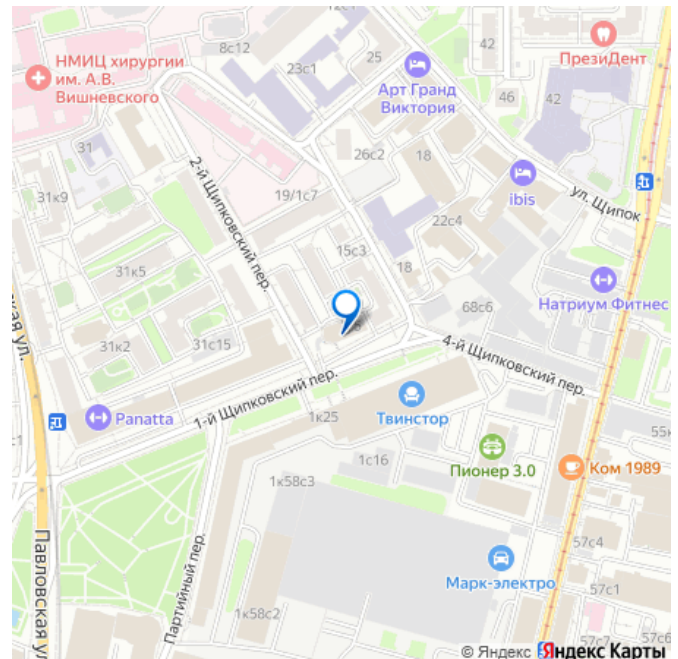 НМИЦ хирургии
им. А.В.
Вишневского
8с12
23с1
25
Арт Гранд
Виктория
42
ПрезиДент
46
42
31
31к9
2-й Щипковский пер.
26с2
18
ibis
ул. Щипок
19/1с7
22с4
15с3
18
31к5
68с6
Натриум Фитнес
ская ул.
31к2
31с15
4-й Щипковский пер.
1-й Щипковский пер.
Panatta
1к25
Твинстор
55к
1с16
Пионер 3.0
Ком 1989
1к58с3
Павловская ул
Партийный пер.
57с4
Марк-электро
57с1
1к58с2
57с7
57с6
© Яндекс Яндекс Карты